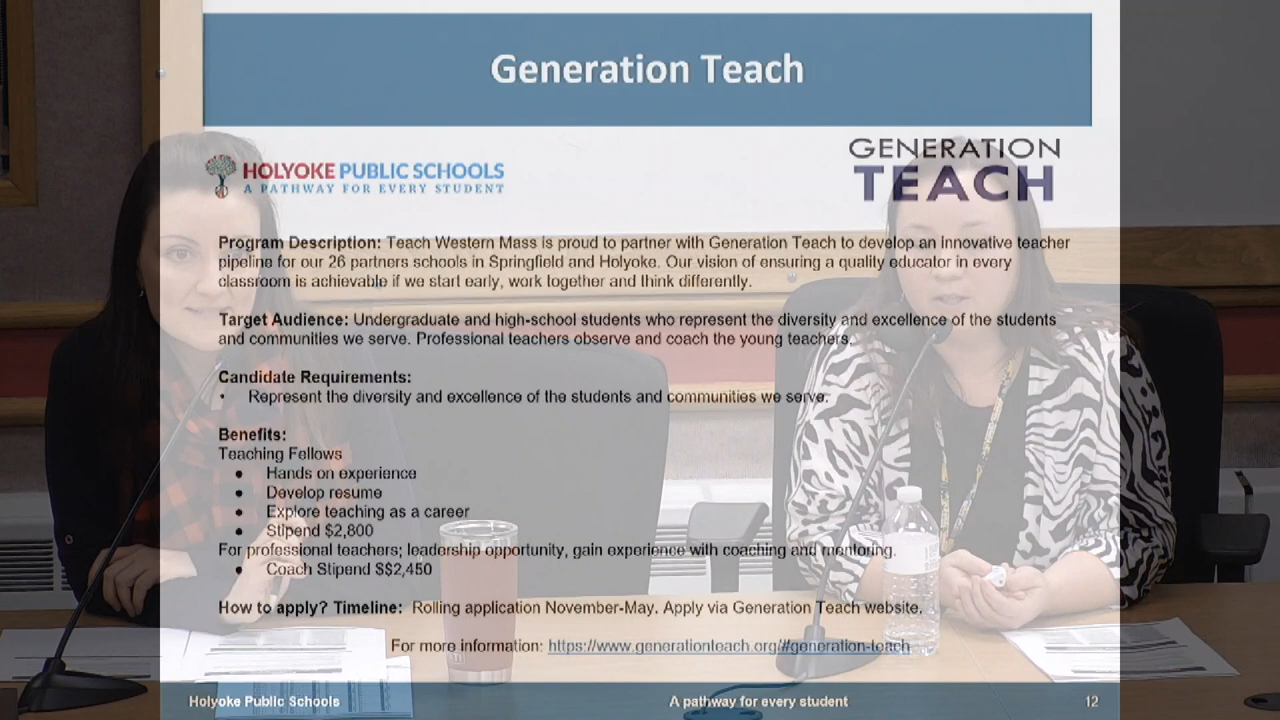 Generation Teach
HOLYOKE PUBLIC SCHOOLS
A PATHWAY FOR EVERY STUDENT
GENERATION
TEACH
Program Description: Teach Western Mass is proud to partner with Generation Teach to develop an innovative teacher
pipeline for our 26 partners schools in Springfield and Holyoke. Our vision of ensuring a quality educator in every
classroom is achievable if we start early, work together and think differently.
Target Audience: Undergraduate and high-school students who represent the diversity and excellence of the students
and communities we serve. Professional teachers observe and coach the young teachers.
Candidate Requirements:
• Represent the diversity and excellence of the students and communities we serve.
Benefits:
Teaching Fellows
● Hands on experience
● Develop resume
● Explore teaching as a career
● Stipend $2,800
For professional teachers; leadership opportunity, gain experience with coaching and mentoring.
● Coach Stipend $$2,450
How to apply? Timeline: Rolling application November-May. Apply via Generation Teach website.
For more information: https://www.generationteach.org/#generation-teach
Holyoke Public Schools A pathway for every student 12